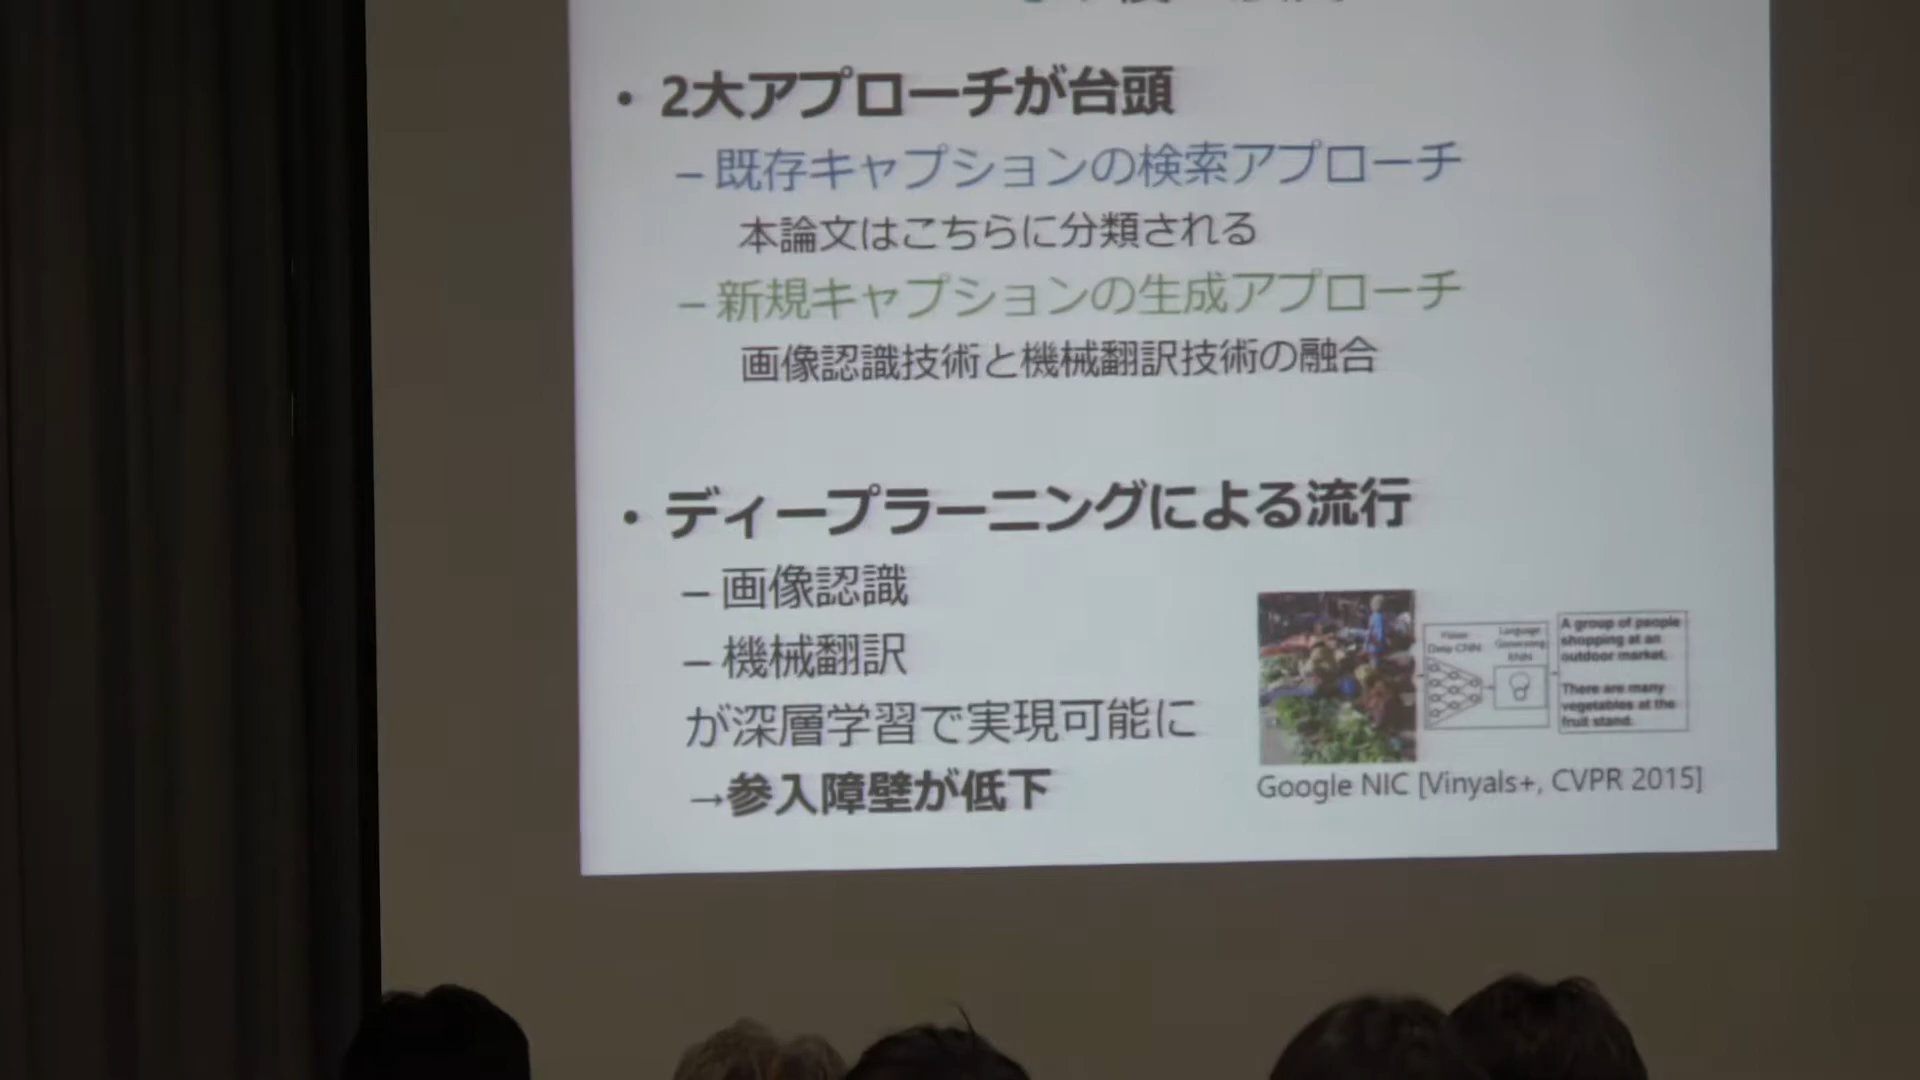 • 2大アプローチが台頭
– 既存キャプションの検索アプローチ
本論文はこちらに分類される
– 新規キャプションの生成アプローチ
画像認識技術と機械翻訳技術の融合
• ディープラーニングによる流行
– 画像認識
– 機械翻訳
が深層学習で実現可能に
→参入障壁が低下
Vision
Deep CNN
Language
Generating
RNN
A group of people
shopping at an
outdoor market.
There are many
vegetables at the
fruit stand.
Google NIC [Vinyals+, CVPR 2015]